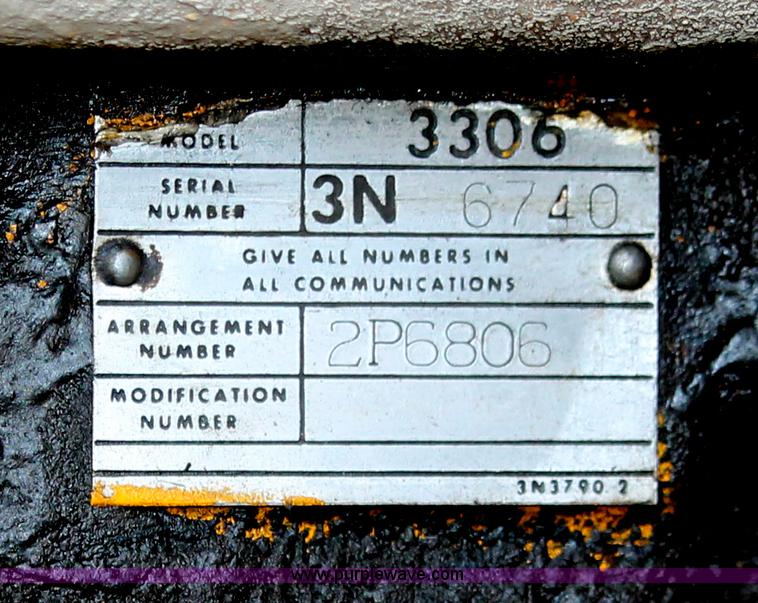 MODEL 3306
SERIAL NUMBER 3N 6740
GIVE ALL NUMBERS IN
ALL COMMUNICATIONS
ARRANGEMENT NUMBER 2P6806
MODIFICATION
NUMBER
3N3790 2
www.purplewave.com